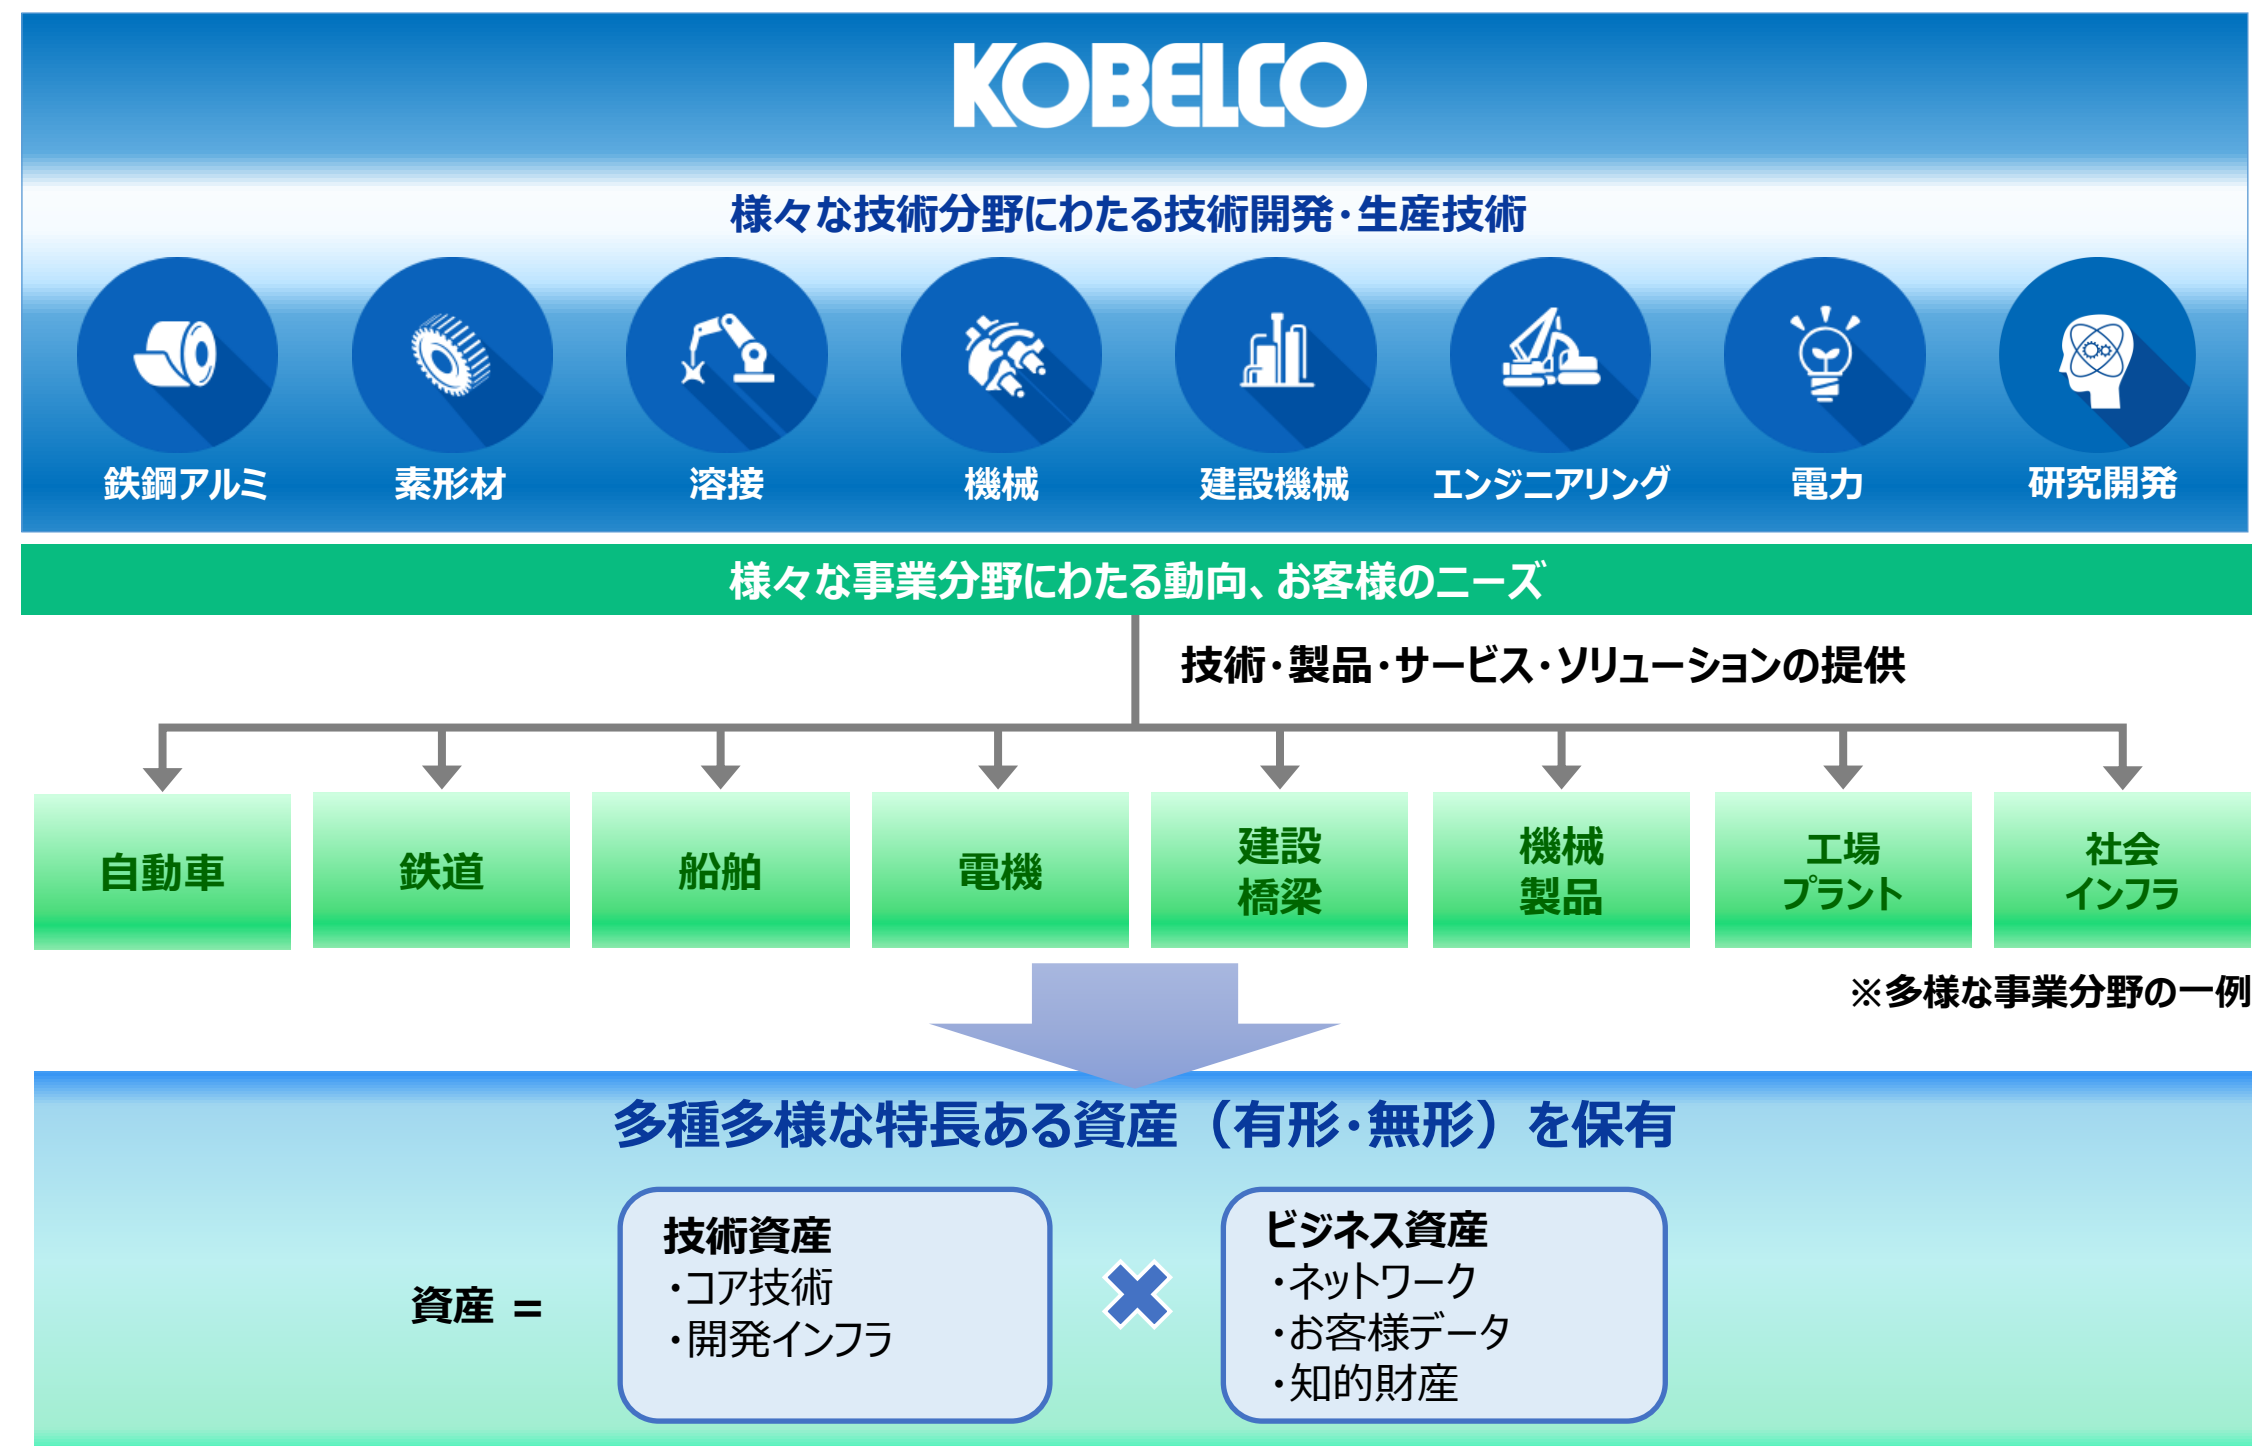 KOBELCO
様々な技術分野にわたる技術開発・生産技術
鉄鋼アルミ
素形材
溶接
機械
建設機械
エンジニアリング
電力
研究開発
様々な事業分野にわたる動向、お客様のニーズ
技術・製品・サービス・ソリューションの提供
自動車
鉄道
船舶
電機
建設
橋梁
機械
製品
工場
プラント
社会
インフラ
※多様な事業分野の一例
多種多様な特長ある資産（有形・無形）を保有
資産 =
技術資産
・コア技術
・開発インフラ
ビジネス資産
・ネットワーク
・お客様データ
・知的財産